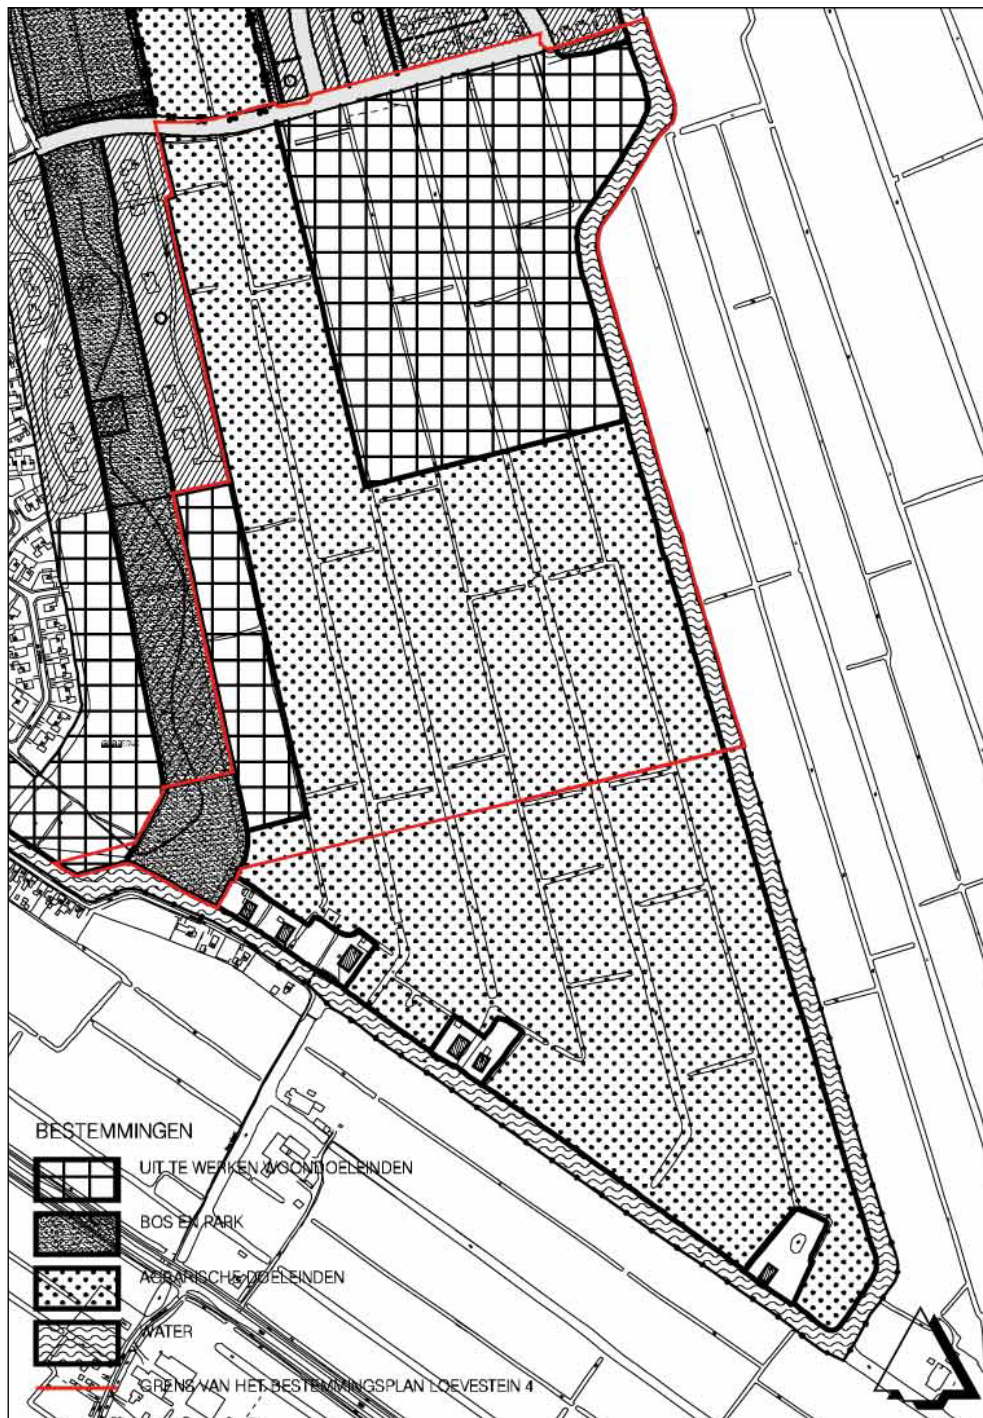 BESTEMMINGEN
UIT TE WERKEN WOONDOELEINDEN
BOS EN PARK
AGRARISCHE DOELEINDEN
WATER
GRENS VAN HET BESTEMMINGSPLAN LOEVESTEIN 4